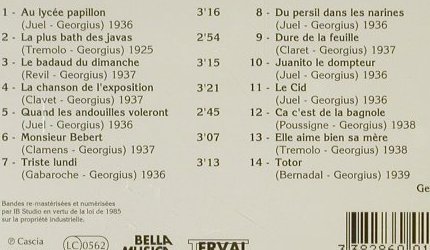 1 - Au lycée papillon 3'16
(Juel - Georgius) 1936
2 - La plus bath des javas 2'54
(Tremolo - Georgius) 1925
3 - Le badaud du dimanche 3'15
(Revil - Georgius) 1937
4 - La chanson de l'exposition 3'21
(Clavet - Georgius) 1937
5 - Quand les andouilles voleront 2'45
(Juel - Georgius) 1936
6 - Monsieur Bebert 3'07
(Clamens - Georgius) 1937
7 - Triste lundi 3'13
(Gabaroche - Georgius) 1936
8 - Du persil dans les narines
(Juel - Georgius) 1936
9 - Dure de la feuille
(Claret - Georgius) 1937
10 - Juanito le dompteur
(Juel - Georgius) 1936
11 - Le Cid
(Juel - Georgius) 1936
12 - Ca c'est de la bagnole
(Poussigne - Georgius) 1938
13 - Elle aime bien sa mère
(Tremolo - Georgius) 1938
14 - Totor
(Bernadal - Georgius) 1939
Ge
Bandes re-mastérisées et numérisées
par IB Studio en vertu de la loi de 1985
sur la propriété industrielle.
Ⓟ Cascia
LC 0562
BELLA
MUSICA